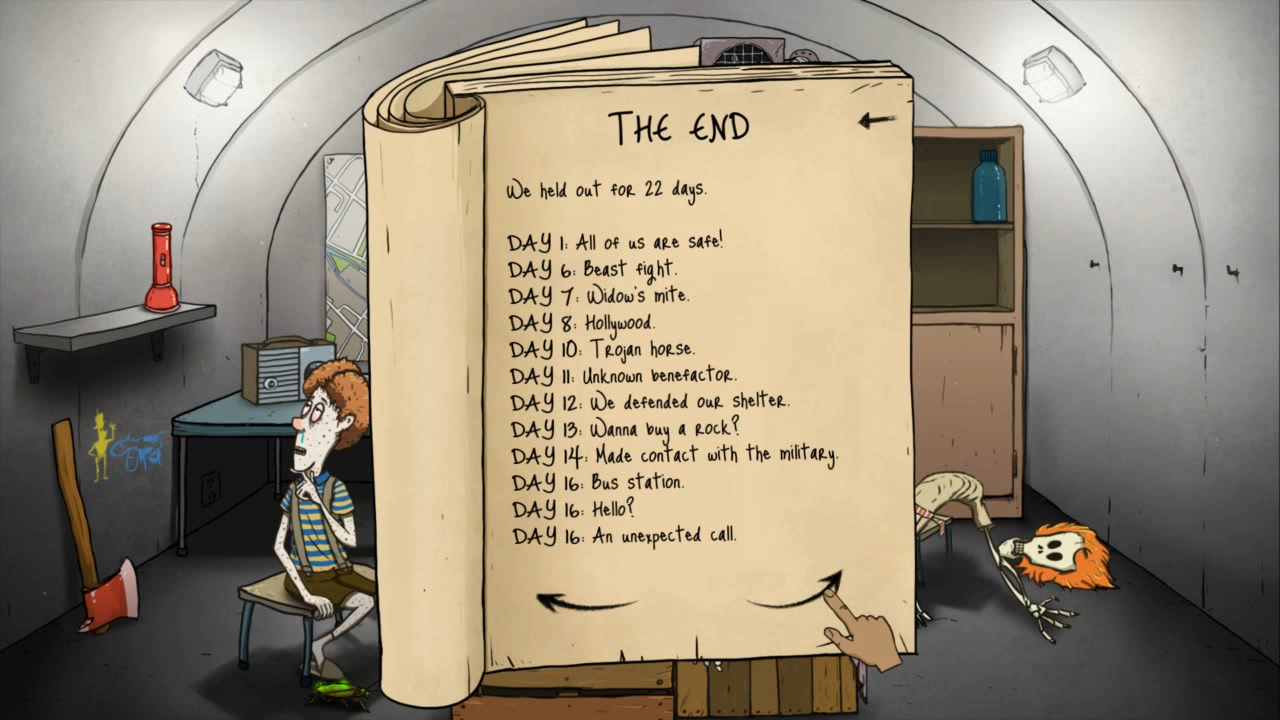 THE END
We held out for 22 days.
DAY 1: All of us are safe!
DAY 6: Beast fight.
DAY 7: Widow's mite.
DAY 8: Hollywood.
DAY 10: Trojan horse.
DAY 11: Unknown benefactor.
DAY 12: We defended our shelter.
DAY 13: Wanna buy a rock?
DAY 14: Made contact with the military.
DAY 16: Bus station.
DAY 16: Hello?
DAY 16: An unexpected call.